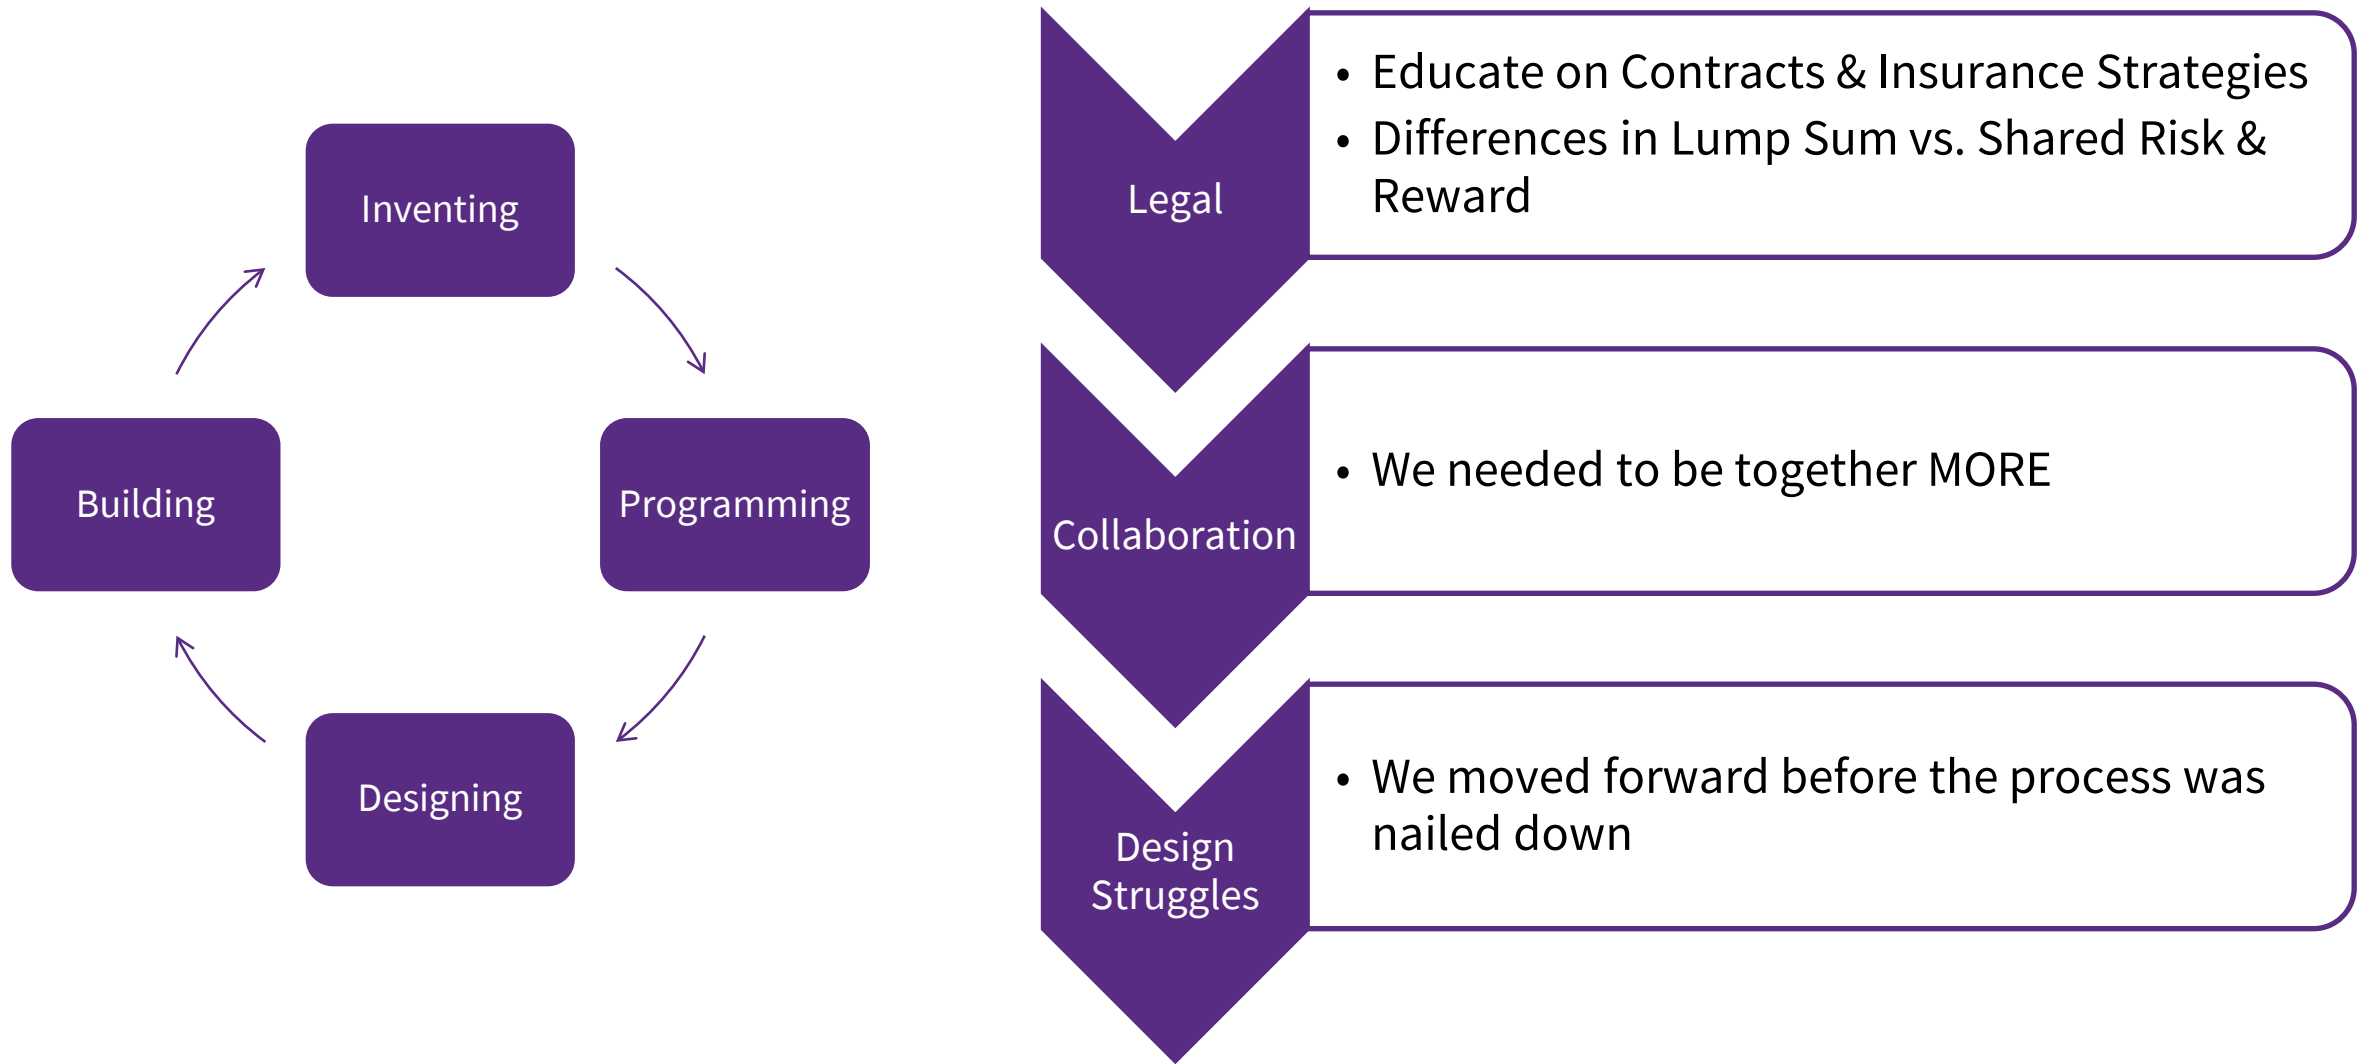 Inventing
Building
Programming
Designing
Legal
• Educate on Contracts & Insurance Strategies
• Differences in Lump Sum vs. Shared Risk &
Reward
Collaboration
• We needed to be together MORE
Design
Struggles
• We moved forward before the process was
nailed down